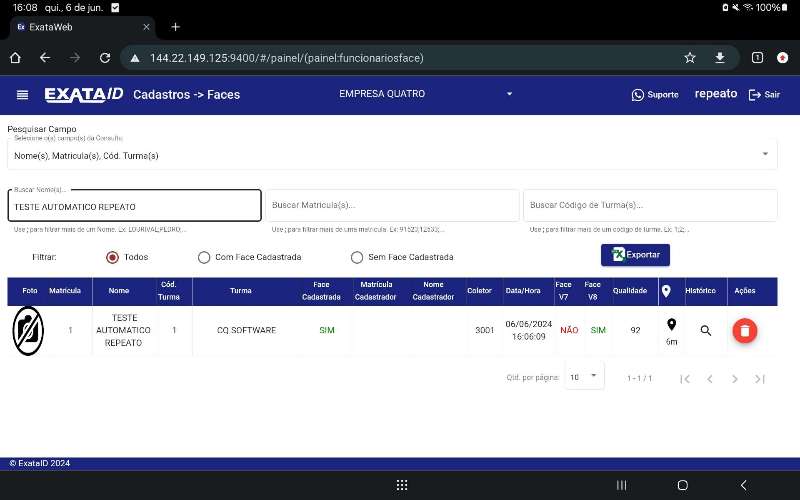 16:08 qui., 6 de jun. 100%
Ex ExataWeb
144.22.149.125:9400/#/painel/(painel:funcionariosface) 1
EXATAID Cadastros -> Faces EMPRESA QUATRO Suporte repeato Sair
Pesquisar Campo
Selecione o(s) campo(s) da Consulta
Nome(s), Matricula(s), Cód. Turma(s)
Buscar Nome(s)...
TESTE AUTOMATICO REPEATO Buscar Matricula(s)... Buscar Código de Turma(s)...
Use ; para filtrar mais de um Nome. Ex: LOURIVAL;PEDRO;... Use ; para filtrar mais de uma matricula. Ex: 91523;12533;... Use ; para filtrar mais de um código de turma. Ex: 1;2;...
Filtrar: Todos Com Face Cadastrada Sem Face Cadastrada Exportar
Foto Matrícula Nome Cód. Turma Turma Face Cadastrada Matrícula Cadastrador Nome Cadastrador Coletor Data/Hora Face V7 Face V8 Qualidade Histórico Ações
1 TESTE AUTOMATICO REPEATO 1 CQ.SOFTWARE SIM 3001 06/06/2024 16:06:09 NÃO SIM 92 6m
Qtd. por página: 10 1 - 1 / 1
© ExataID 2024